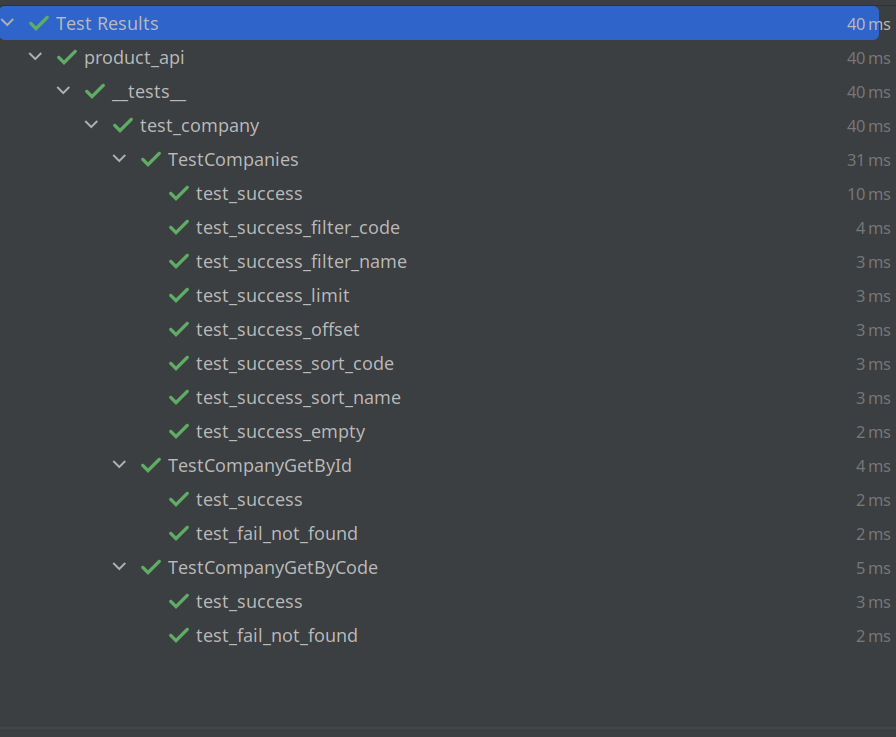 Test Results 40 ms
product_api 40 ms
__tests__ 40 ms
test_company 40 ms
TestCompanies 31 ms
test_success 10 ms
test_success_filter_code 4 ms
test_success_filter_name 3 ms
test_success_limit 3 ms
test_success_offset 3 ms
test_success_sort_code 3 ms
test_success_sort_name 3 ms
test_success_empty 2 ms
TestCompanyGetById 4 ms
test_success 2 ms
test_fail_not_found 2 ms
TestCompanyGetByCode 5 ms
test_success 3 ms
test_fail_not_found 2 ms